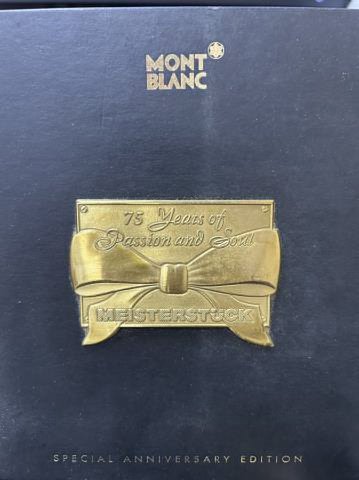 MONT
BLANC
75 Years of
Passion and Soul
MEISTERSTÜCK
SPECIAL ANNIVERSARY EDITION